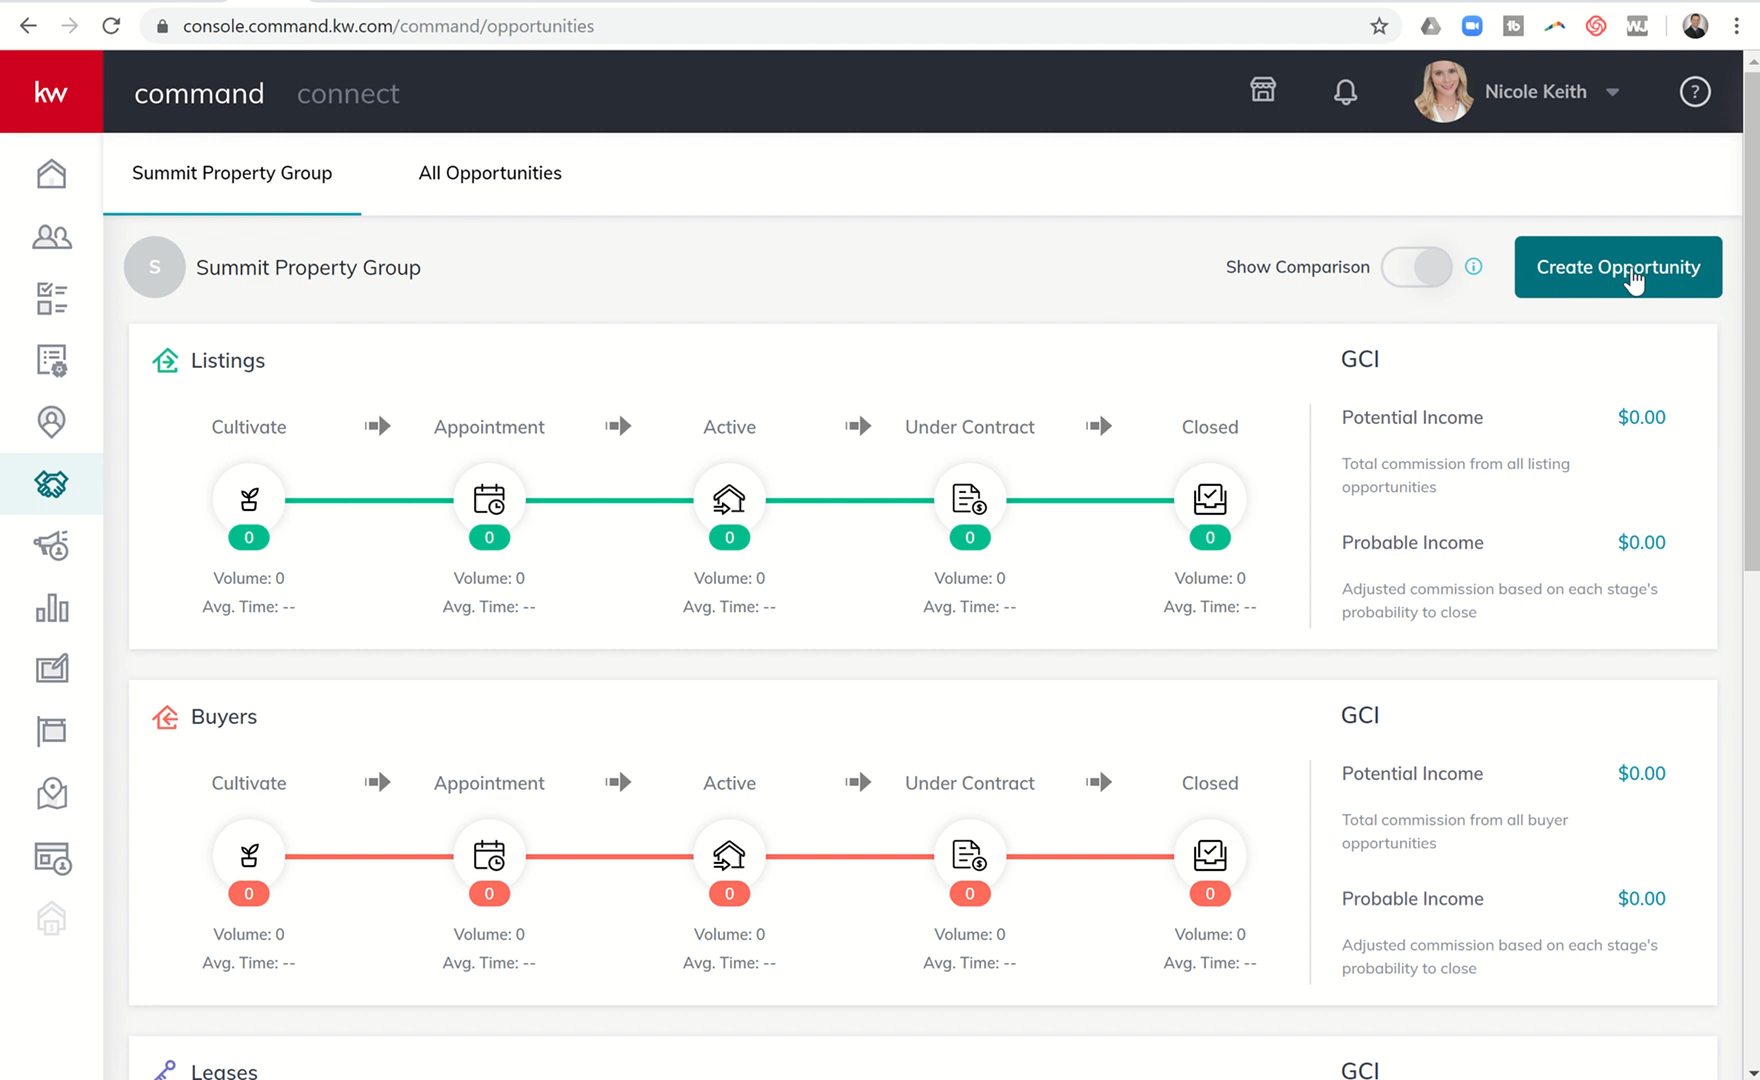 console.command.kw.com/command/opportunities
kw
command
connect
Nicole Keith
?
Summit Property Group
All Opportunities
S
Summit Property Group
Show Comparison
i
Create Opportunity
Listings
Cultivate
Appointment
Active
Under Contract
Closed
0
0
0
0
0
Volume: 0
Volume: 0
Volume: 0
Volume: 0
Volume: 0
Avg. Time: --
Avg. Time: --
Avg. Time: --
Avg. Time: --
Avg. Time: --
GCI
Potential Income
$0.00
Total commission from all listing
opportunities
Probable Income
$0.00
Adjusted commission based on each stage's
probability to close
Buyers
Cultivate
Appointment
Active
Under Contract
Closed
0
0
0
0
0
Volume: 0
Volume: 0
Volume: 0
Volume: 0
Volume: 0
Avg. Time: --
Avg. Time: --
Avg. Time: --
Avg. Time: --
Avg. Time: --
GCI
Potential Income
$0.00
Total commission from all buyer
opportunities
Probable Income
$0.00
Adjusted commission based on each stage's
probability to close
Leases
GCI